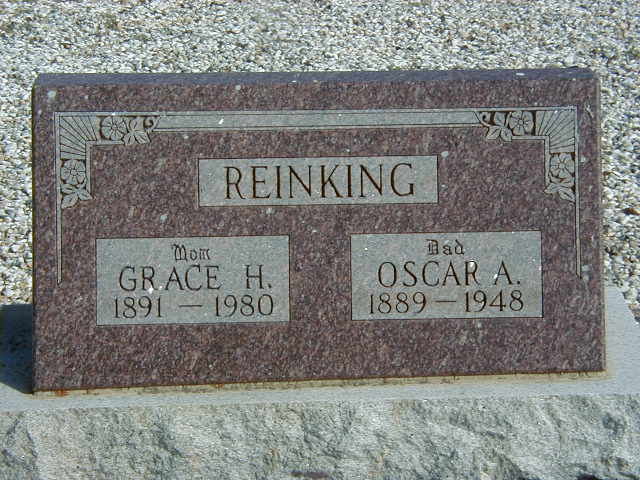 REINKING
Mom
GRACE H.
1891 — 1980
Dad
OSCAR A.
1889 — 1948